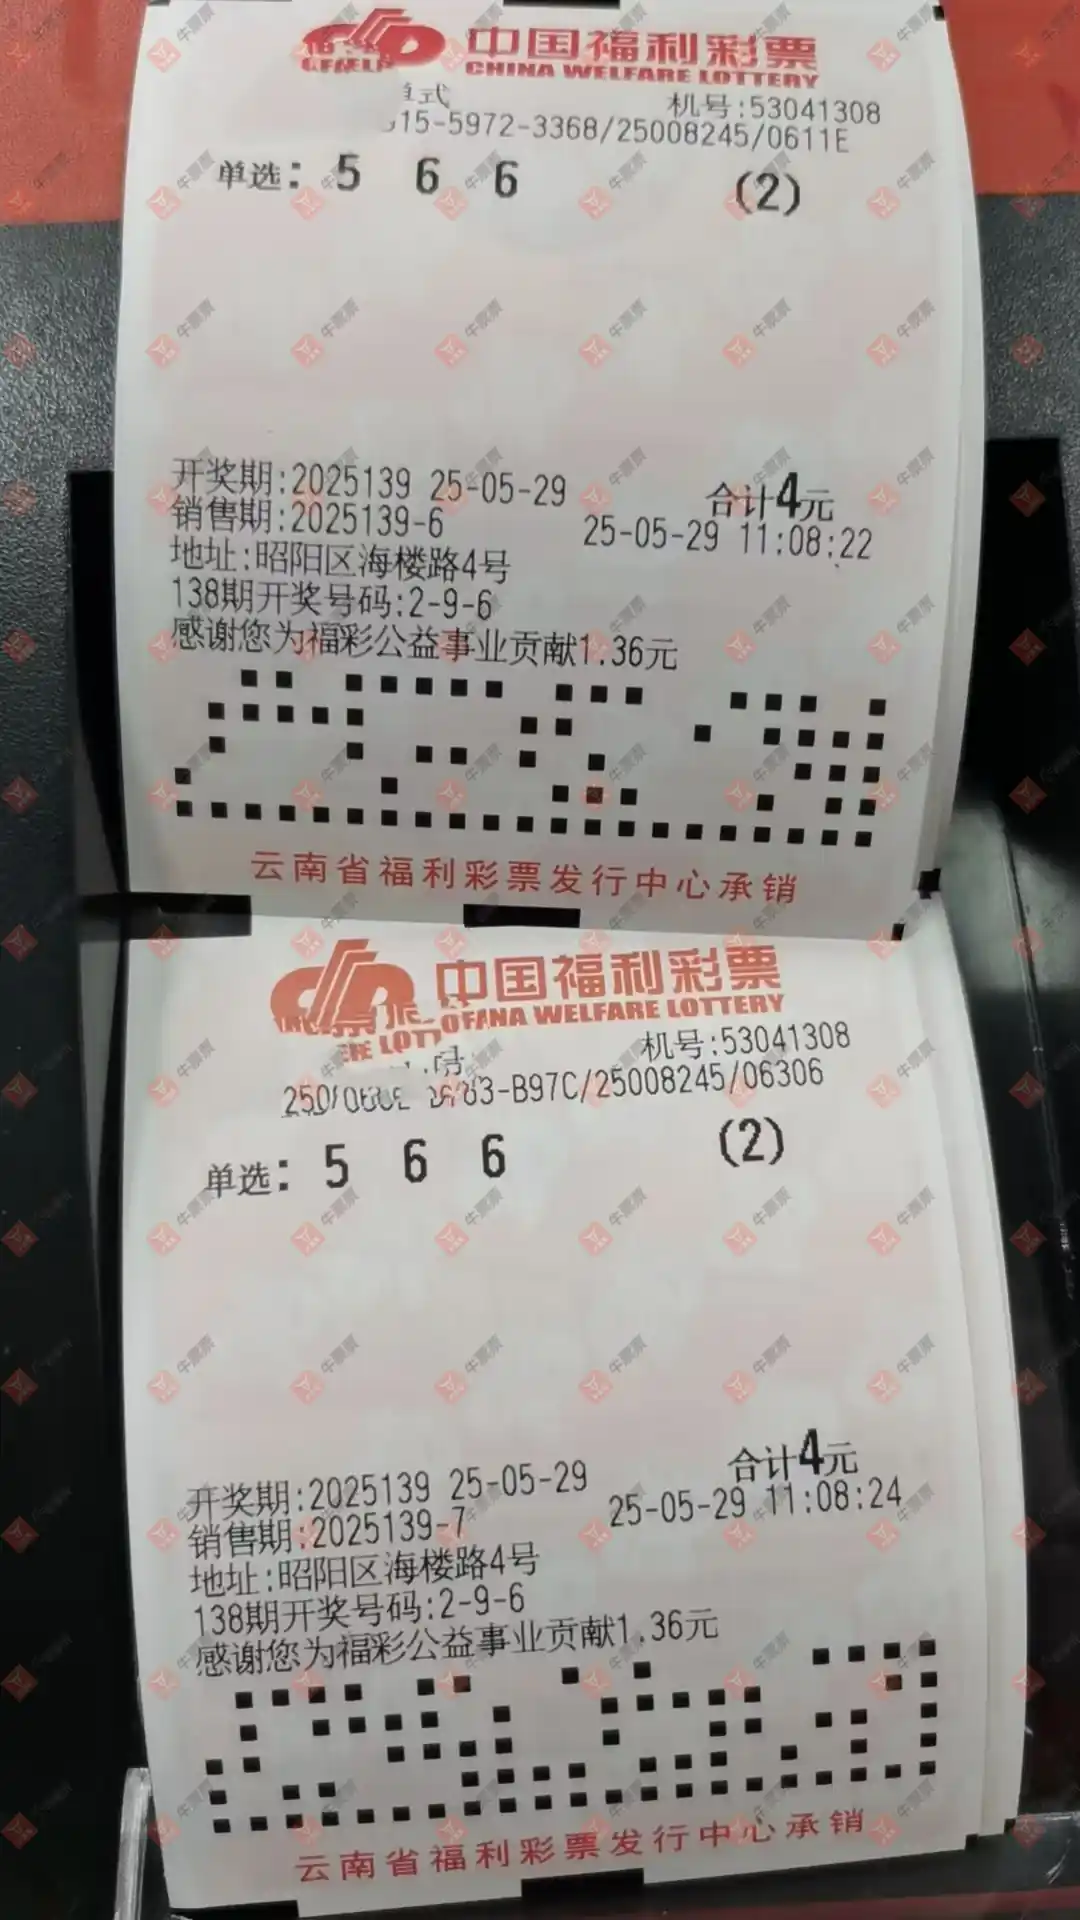 中国福利彩票
CHINA WELFARE LOTTERY
单式
机号:53041308
15-5972-3368/25008245/0611E
单选: 5 6 6 (2)
开奖期:2025139 25-05-29 合计4元
销售期:2025139-6 25-05-29 11:08:22
地址:昭阳区海楼路4号
138期开奖号码:2-9-6
感谢您为福彩公益事业贡献1.36元
云南省福利彩票发行中心承销
中国福利彩票
CHINA WELFARE LOTTERY
机号:53041308
-B97C/25008245/06306
单选: 5 6 6 (2)
开奖期:2025139 25-05-29 合计4元
销售期:2025139-7 25-05-29 11:08:24
地址:昭阳区海楼路4号
138期开奖号码:2-9-6
感谢您为福彩公益事业贡献1.36元
云南省福利彩票发行中心承销
牛票票